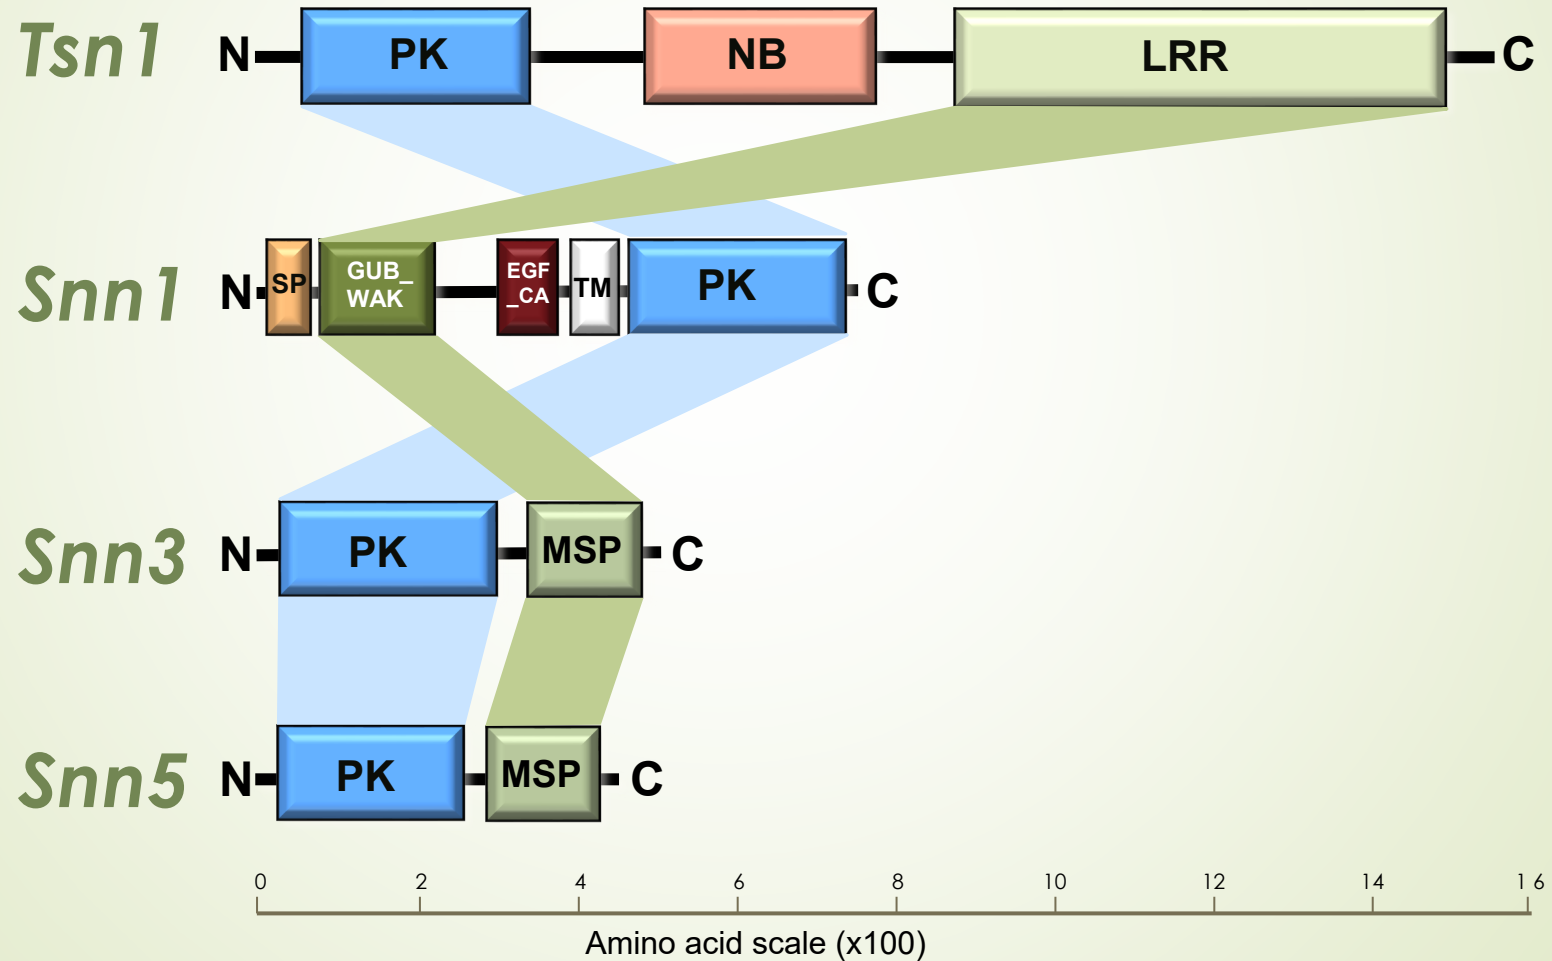 Tsn1 N PK NB LRR C
Snn1 N SP GUB_ EGF TM PK C
WAK _CA
Snn3 N PK MSP C
Snn5 N PK MSP C
0 2 4 6 8 10 12 14 16
Amino acid scale (x100)